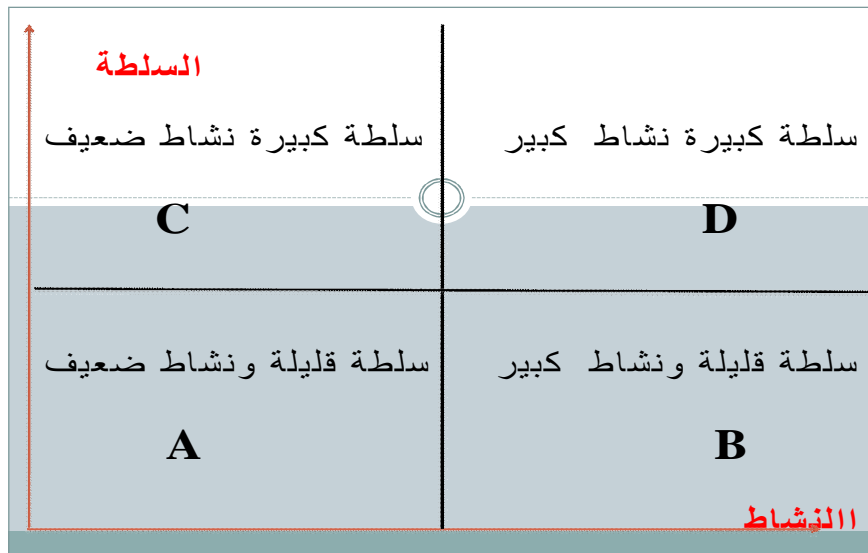 السلطة
سلطة كبيرة نشاط كبير
سلطة كبيرة نشاط ضعيف
D
C
سلطة قليلة ونشاط كبير
سلطة قليلة ونشاط ضعيف
B
A
االنشاط